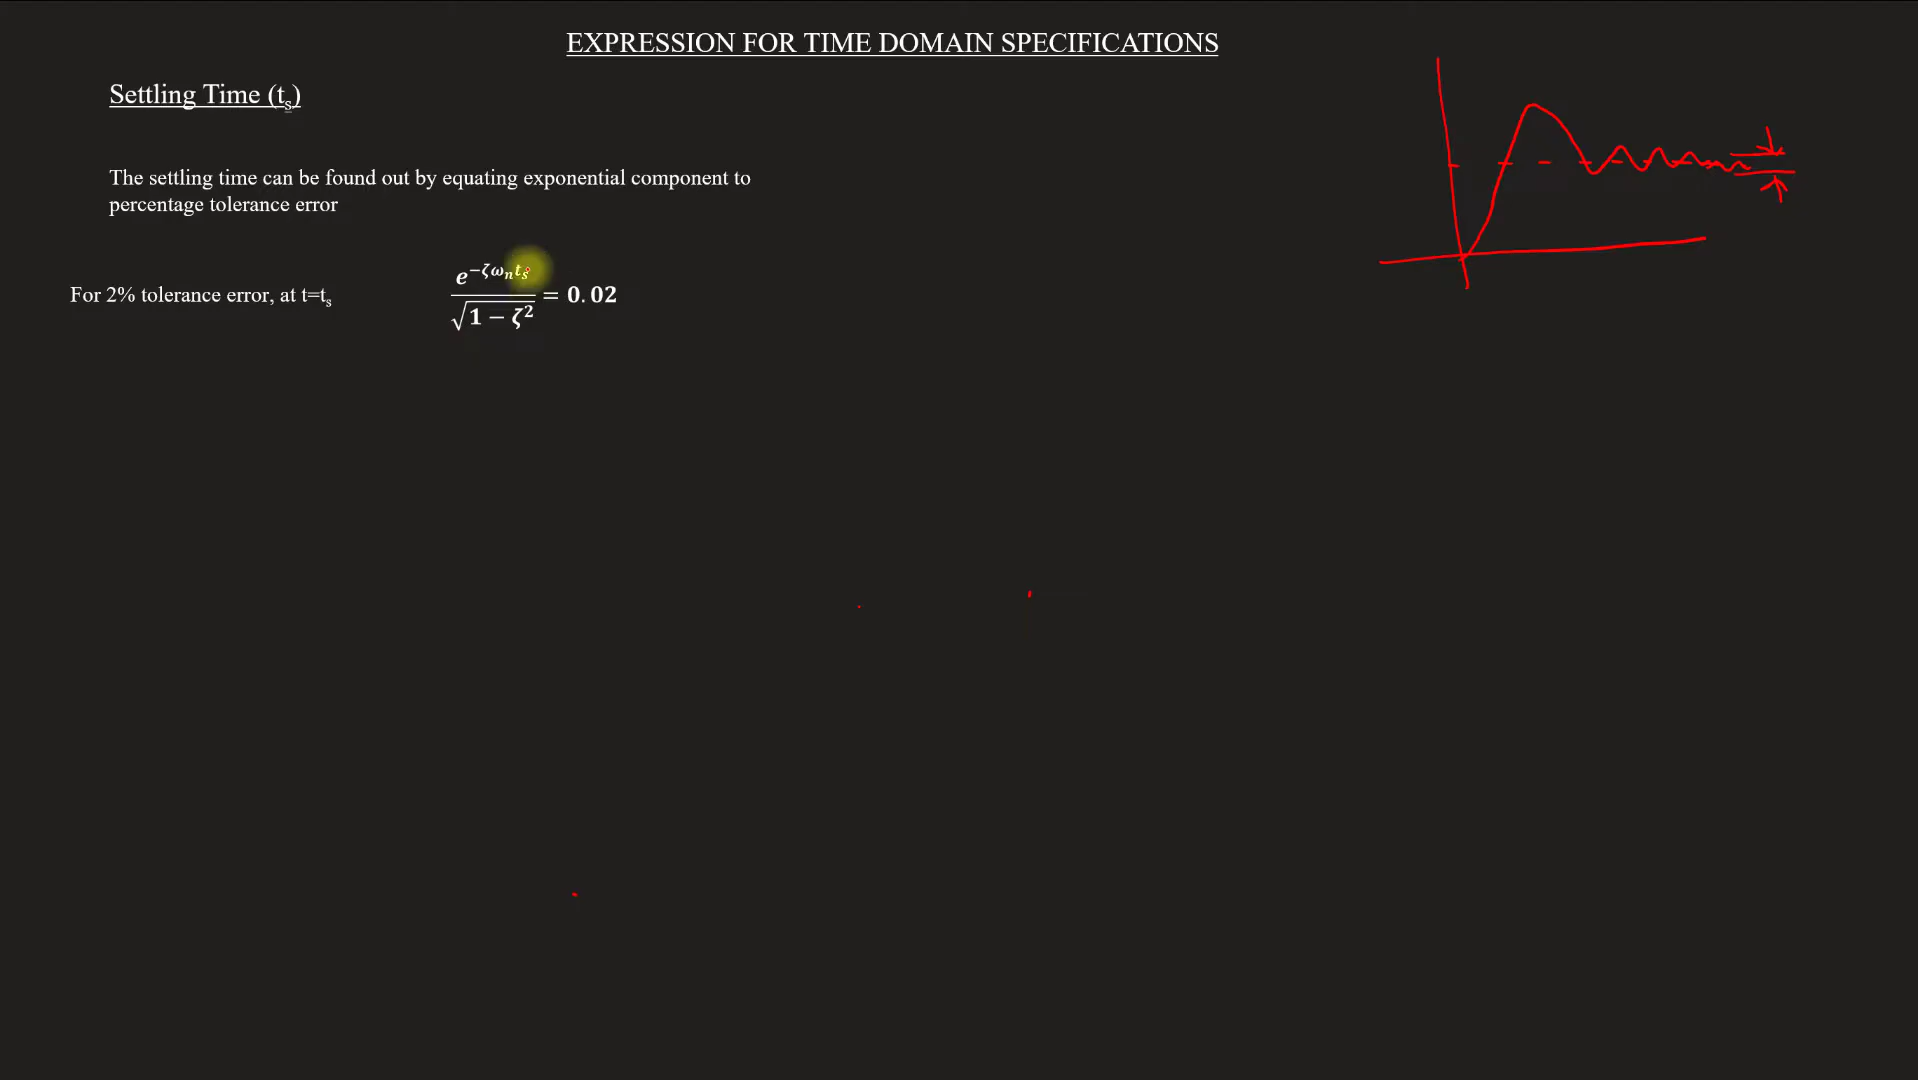 EXPRESSION FOR TIME DOMAIN SPECIFICATIONS
Settling Time (tₛ)
The settling time can be found out by equating exponential component to
percentage tolerance error
For 2% tolerance error, at t=tₛ
e^(−ζωₙtₛ) / √(1 − ζ²) = 0.02